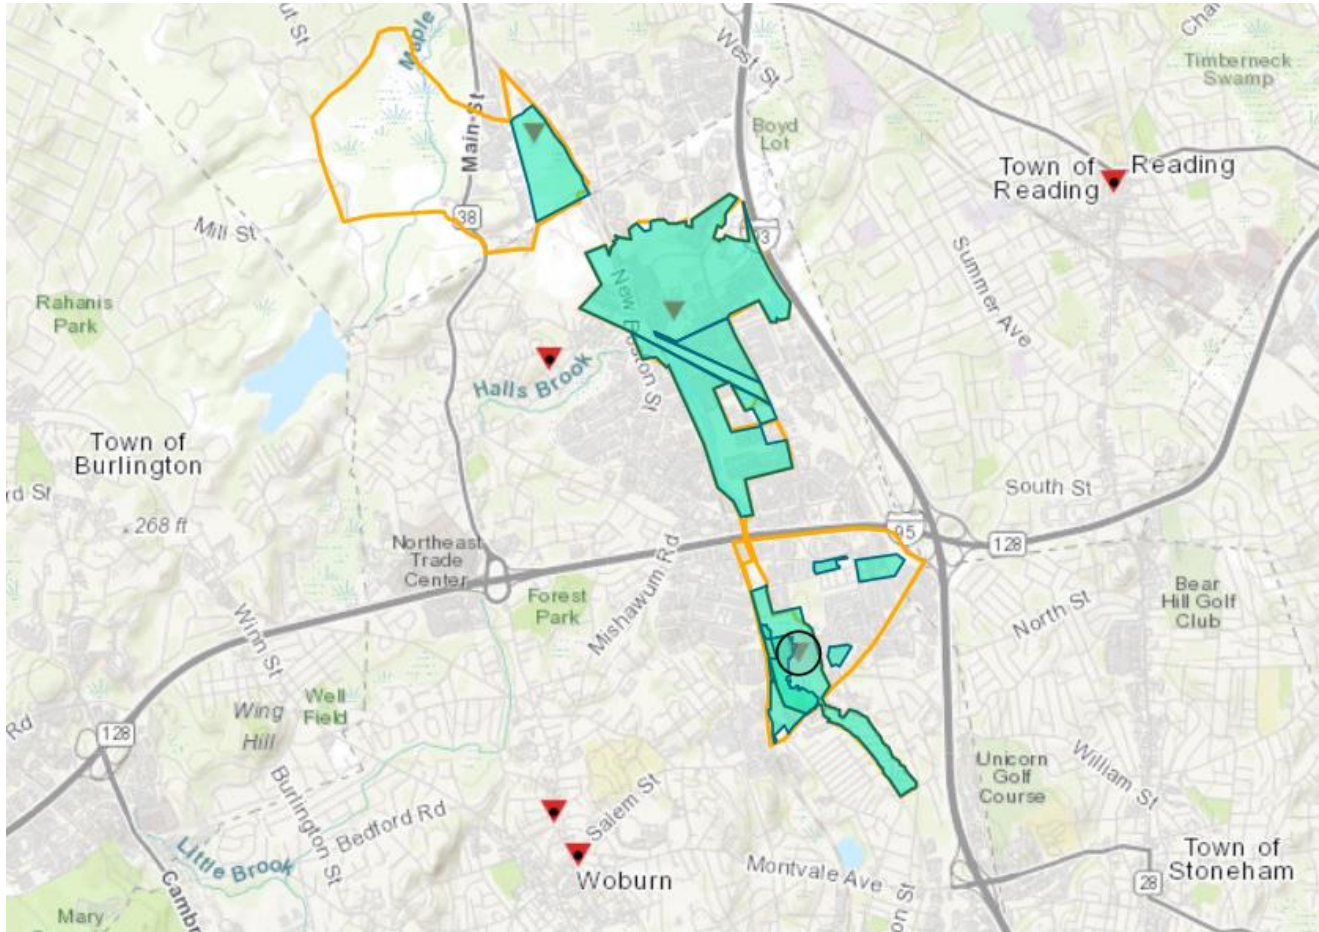 ut St
Maple
Main-St
West St
Cha
Timberneck
Swamp
Boyd
Lot
Town of
Reading
Reading
38
93
Mill St
New Boston St
Summer Ave
Rahanis
Park
Halls Brook
Town of
Burlington
rd St
268 ft
South St
95
128
Northeast
Trade
Center
Forest
Park
Mishawum Rd
Bear
Hill Golf
Club
North St
Winn St
Well
Field
Wing
Hill
Rd
128
Unicorn
Golf
Course
William St
Burlington St
Bedford Rd
Salem St
Little Brook
Woburn
Montvale Ave
Town of
Stoneham
28
Cambr
Mary
on St